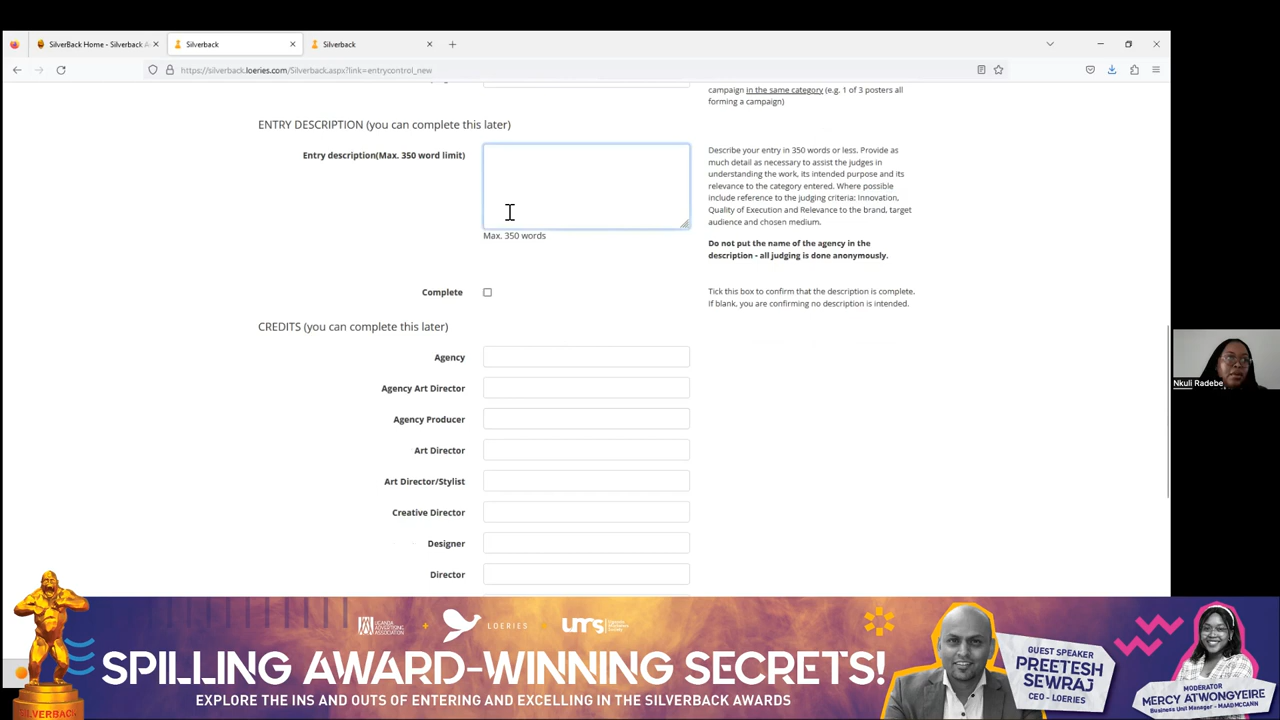 SilverBack Home - Silverback A
Silverback
Silverback
https://silverback.loeries.com/Silverback.aspx?link=entrycontrol_new
campaign in the same category (e.g. 1 of 3 posters all
forming a campaign)
ENTRY DESCRIPTION (you can complete this later)
Entry description(Max. 350 word limit)
Max. 350 words
Describe your entry in 350 words or less. Provide as
much detail as necessary to assist the judges in
understanding the work, its intended purpose and its
relevance to the category entered. Where possible
include reference to the judging criteria: Innovation,
Quality of Execution and Relevance to the brand, target
audience and chosen medium.
Do not put the name of the agency in the
description - all judging is done anonymously.
Complete
Tick this box to confirm that the description is complete.
If blank, you are confirming no description is intended.
CREDITS (you can complete this later)
Agency
Agency Art Director
Agency Producer
Art Director
Art Director/Stylist
Creative Director
Designer
Director
Nkuli Radebe
UGANDA
ADVERTISING
ASSOCIATION
+
LOERIES
ums
SPILLING AWARD-WINNING SECRETS!
EXPLORE THE INS AND OUTS OF ENTERING AND EXCELLING IN THE SILVERBACK AWARDS
SILVERBACK
GUEST SPEAKER
PREETESH
SEWRAJ
CEO - LOERIES
MODERATOR
MERCY ATWONGYEIRE
Business Unit Manager - MAAD MCCANN